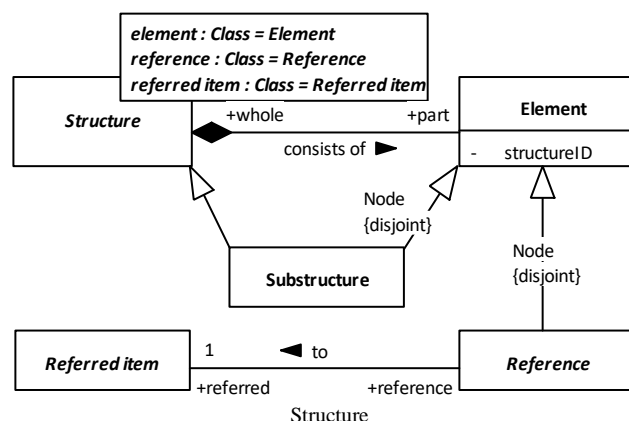 element : Class = Element
reference : Class = Reference
referred item : Class = Referred item
Structure
Element
+whole
+part
consists of
- structureID
Node
{disjoint}
Node
{disjoint}
Substructure
Referred item
1
to
Reference
+referred
+reference
Structure